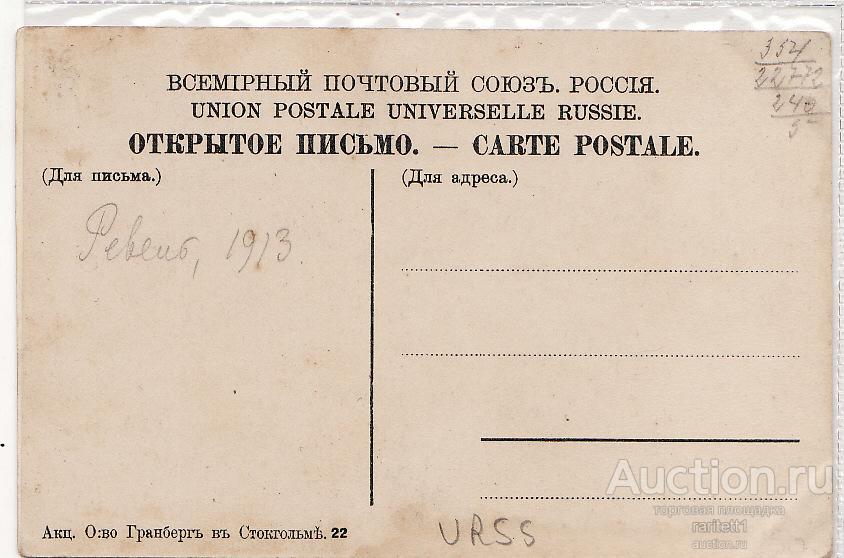 354
22772
240
5
ВСЕМІРНЫЙ ПОЧТОВЫЙ СОЮЗЪ. РОССІЯ.
UNION POSTALE UNIVERSELLE RUSSIE.
ОТКРЫТОЕ ПИСЬМО. — CARTE POSTALE.
(Для письма.)
(Для адреса.)
Ревель, 1913.
Акц. О:во Гранбергъ въ Стокгольмѣ. 22
URSS
Auction.ru
торговая площадка
raritett1
auction.ru